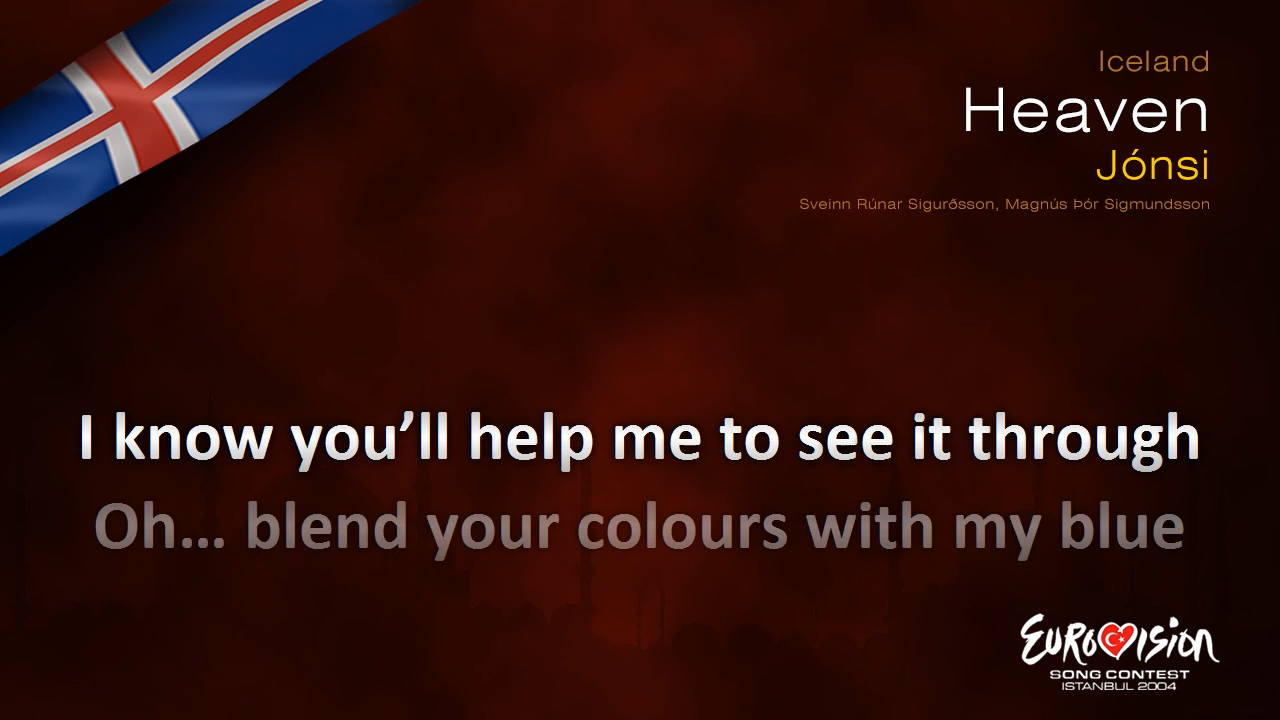 Iceland
Heaven
Jónsi
Sveinn Rúnar Sigurðsson, Magnús Þór Sigmundsson
I know you’ll help me to see it through
Oh... blend your colours with my blue
EUROVISION
SONG CONTEST
ISTANBUL 2004